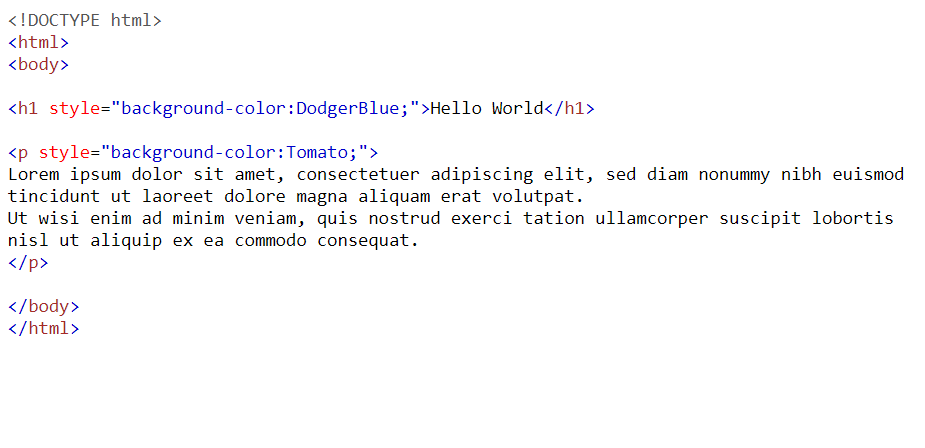 <!DOCTYPE html>
<html>
<body>
<h1 style="background-color:DodgerBlue;">Hello World</h1>
<p style="background-color:Tomato;">
Lorem ipsum dolor sit amet, consectetuer adipiscing elit, sed diam nonummy nibh euismod
tincidunt ut laoreet dolore magna aliquam erat volutpat.
Ut wisi enim ad minim veniam, quis nostrud exerci tation ullamcorper suscipit lobortis
nisl ut aliquip ex ea commodo consequat.
</p>
</body>
</html>